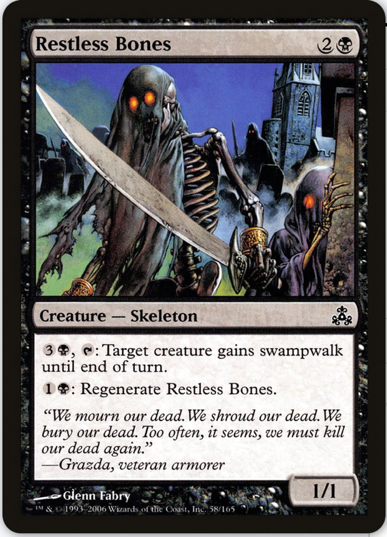 Restless Bones 2
Creature — Skeleton
3, : Target creature gains swampwalk
until end of turn.
1: Regenerate Restless Bones.
“We mourn our dead. We shroud our dead. We
bury our dead. Too often, it seems, we must kill
our dead again.”
—Grazda, veteran armorer
Glenn Fabry
™ & © 1993–2006 Wizards of the Coast, Inc. 58/165
1/1